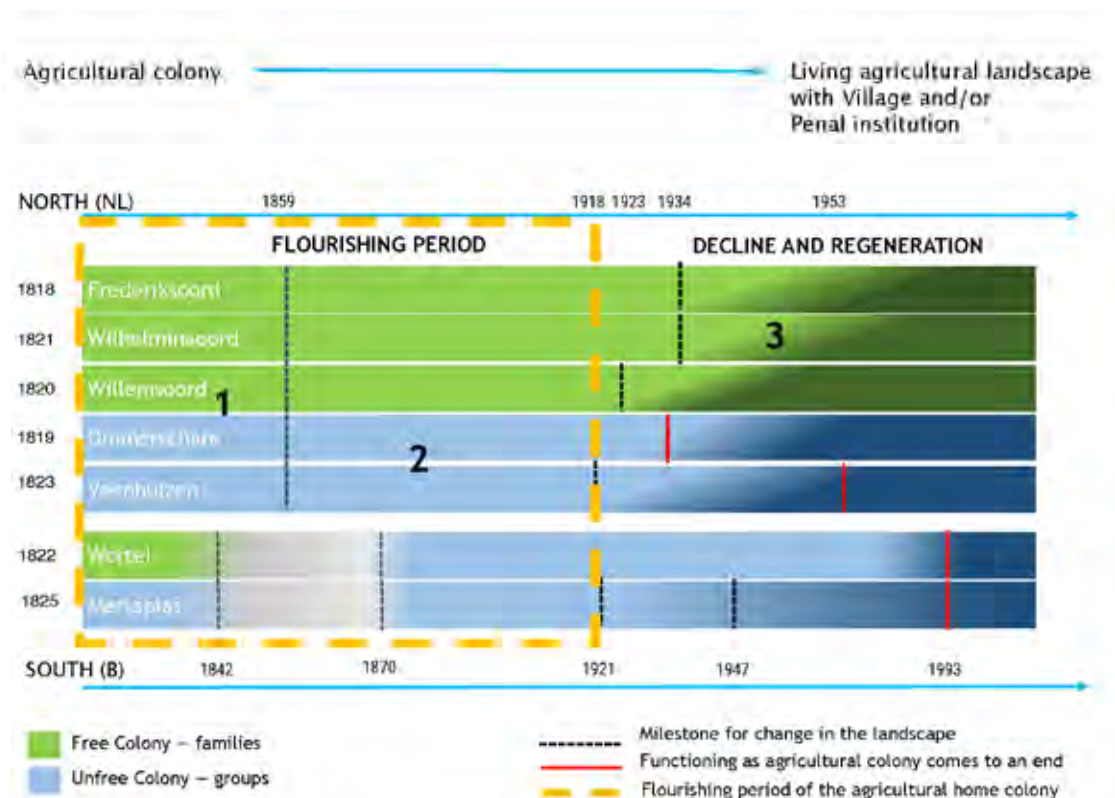 Agricultural colony
Living agricultural landscape
with Village and/or
Penal institution
NORTH (NL)
1859
1918 1923 1934
1953
FLOURISHING PERIOD
DECLINE AND REGENERATION
1818 Frederiksoord
1821 Wilhelminaoord
3
1820 Willemsoord
1
1819 Ommerschans
2
1823 Veenhuizen
1822 Wortel
1825 Merksplas
SOUTH (B)
1842
1870
1921
1947
1993
Free Colony – families
Unfree Colony – groups
Milestone for change in the landscape
Functioning as agricultural colony comes to an end
Flourishing period of the agricultural home colony